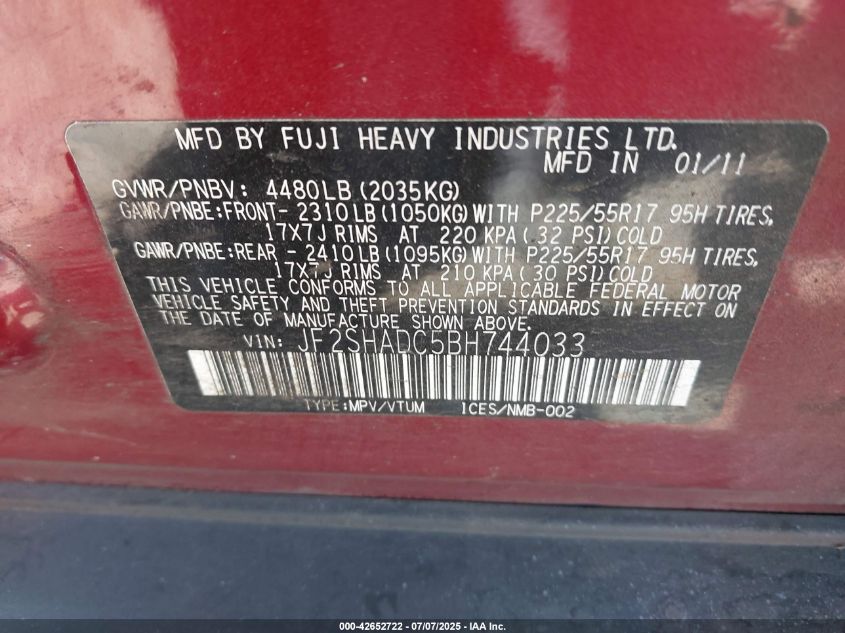 MFD BY FUJI HEAVY INDUSTRIES LTD.
MFD IN 01/11
GVWR/PNBV: 4480LB(2035KG)
GAWR/PNBE:FRONT- 2310LB(1050KG)WITH P225/55R17 95H TIRES,
17X7J RIMS AT 220 KPA(32 PSI)COLD
GAWR/PNBE:REAR - 2410LB(1095KG)WITH P225/55R17 95H TIRES,
17X7J RIMS AT 210 KPA(30 PSI)COLD
THIS VEHICLE CONFORMS TO ALL APPLICABLE FEDERAL MOTOR
VEHICLE SAFETY AND THEFT PREVENTION STANDARDS IN EFFECT ON
THE DATE OF MANUFACTURE SHOWN ABOVE.
VIN: JF2SHADC5BH744033
TYPE:MPV/VTUM ICES/NMB-002
000-42652722 - 07/07/2025 - IAA Inc.